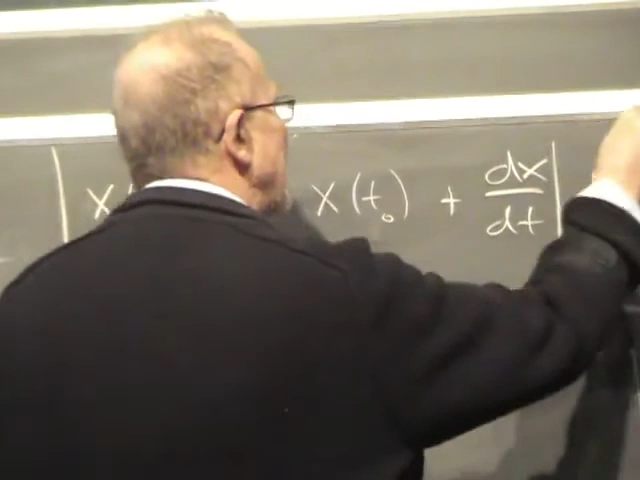 x x(t₀) + dx/dt |